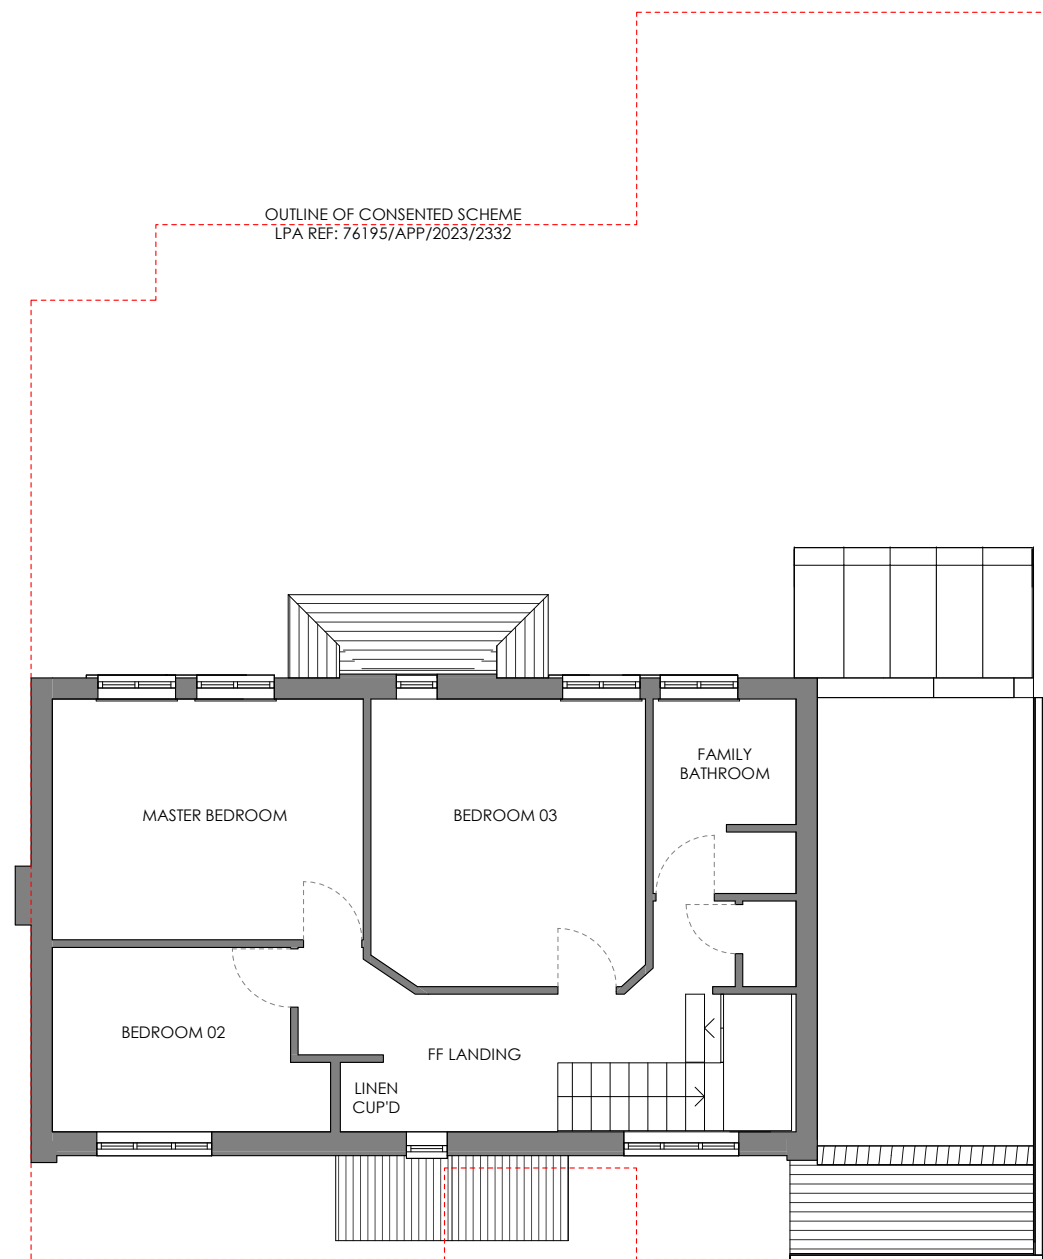 OUTLINE OF CONSENTED SCHEME
LPA REF: 76195/APP/2023/2332
FAMILY
BATHROOM
MASTER BEDROOM
BEDROOM 03
BEDROOM 02
FF LANDING
LINEN
CUP'D